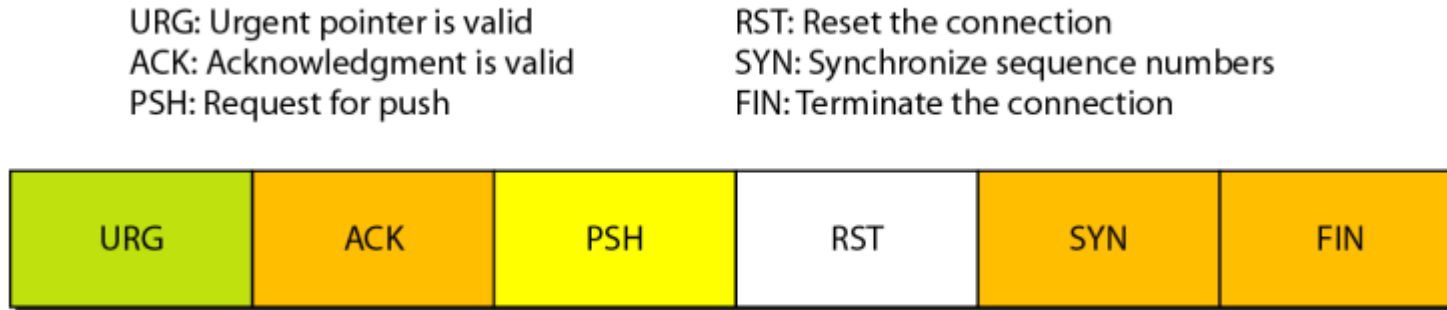 URG: Urgent pointer is valid
ACK: Acknowledgment is valid
PSH: Request for push
RST: Reset the connection
SYN: Synchronize sequence numbers
FIN: Terminate the connection
URG ACK PSH RST SYN FIN